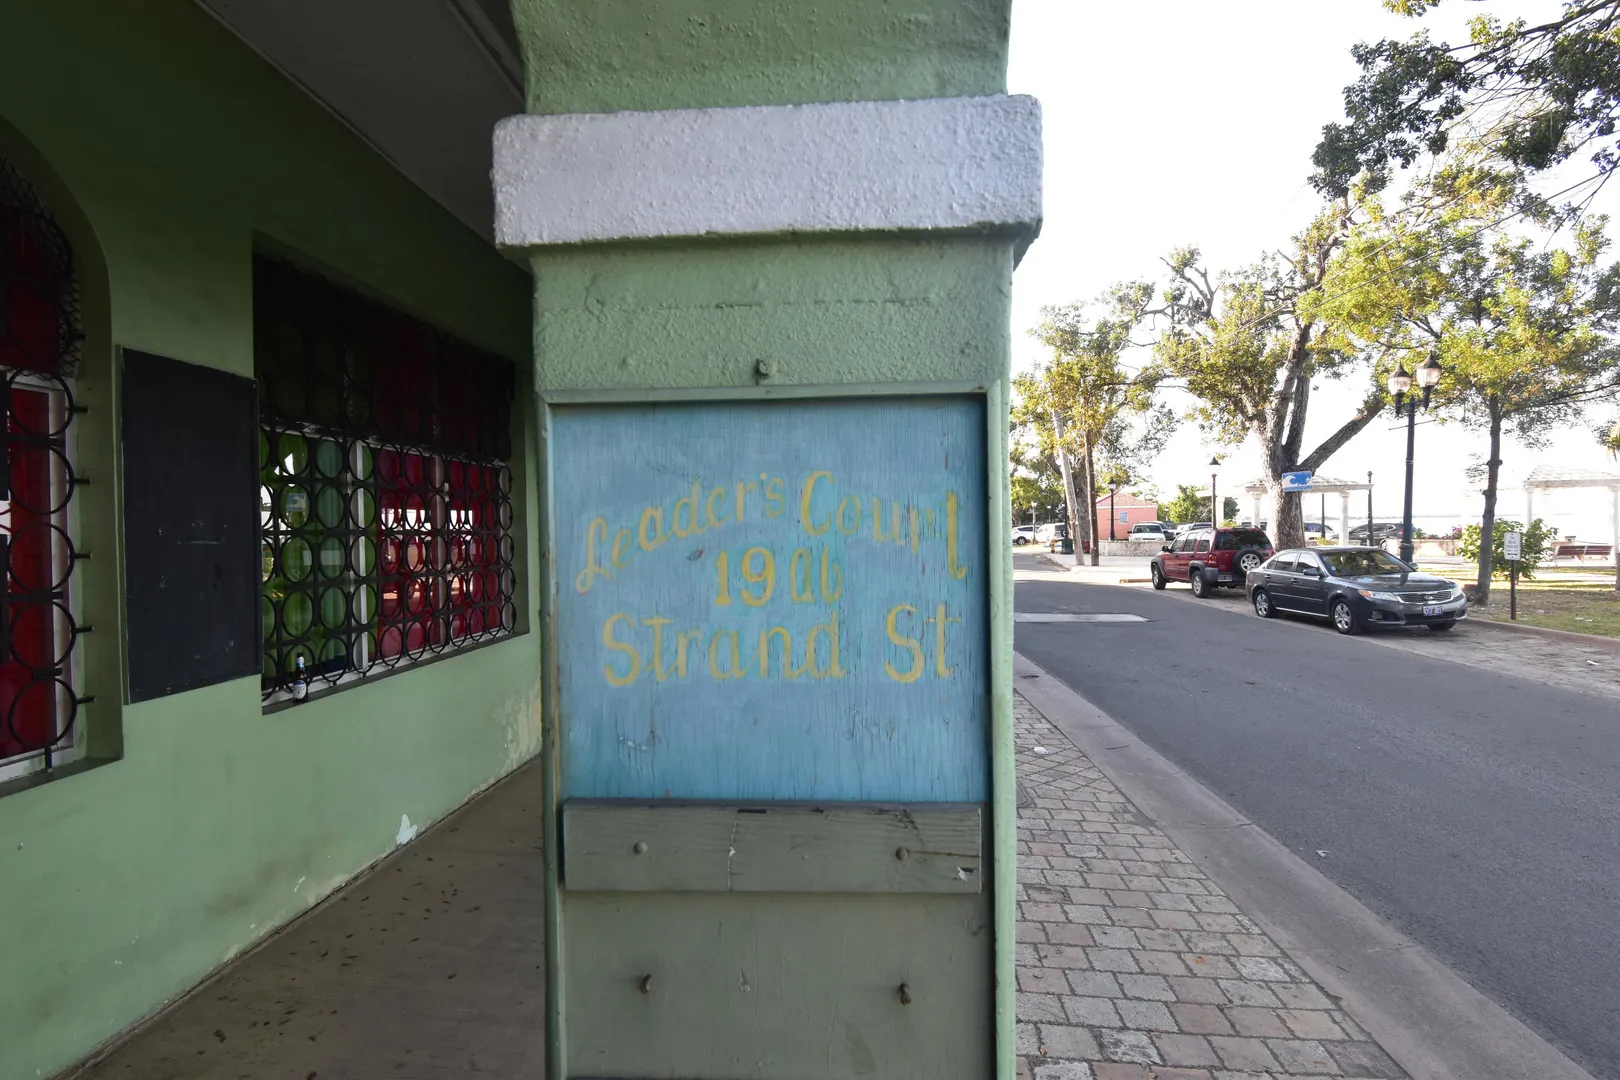 Leader's Court
19ab
Strand St